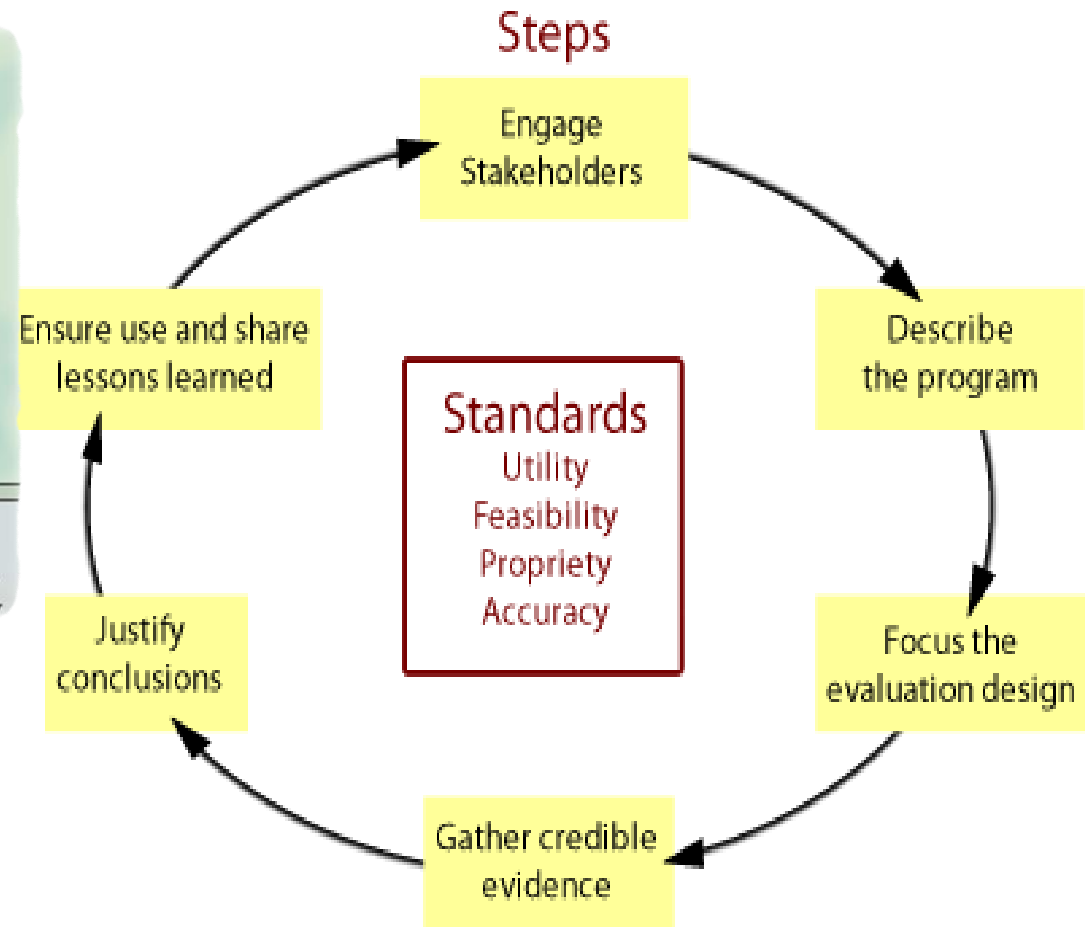 Steps
Engage
Stakeholders
Describe
the program
Focus the
evaluation design
Gather credible
evidence
Justify
conclusions
Ensure use and share
lessons learned
Standards
Utility
Feasibility
Propriety
Accuracy